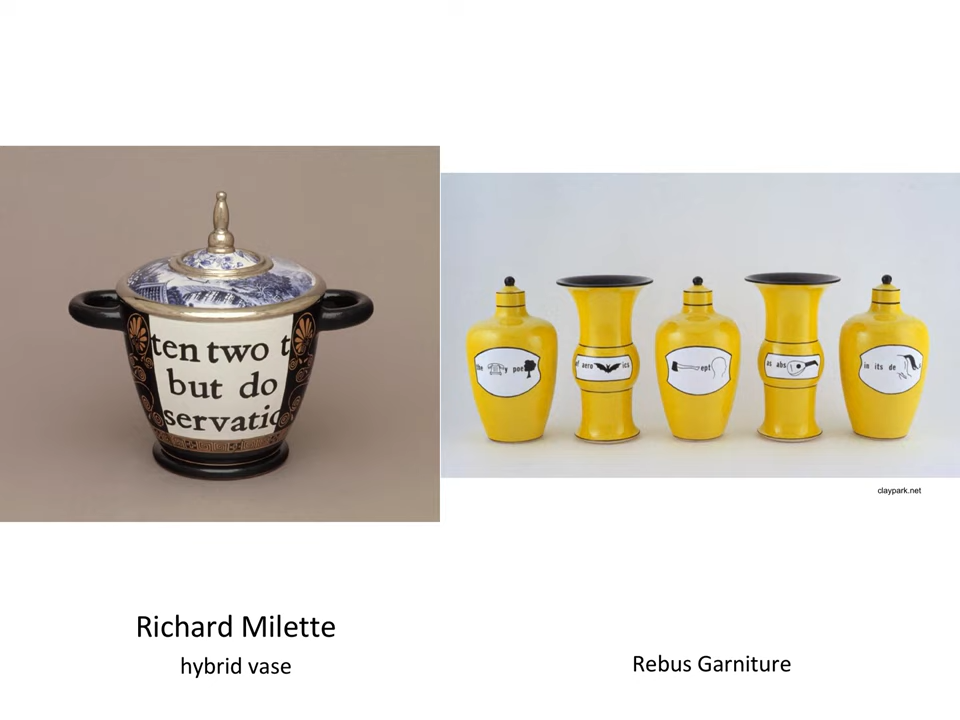 ten two t
but do
servatio
the y poe
of aero ics
ept
as abs
in its de
claypark.net
Richard Milette
hybrid vase
Rebus Garniture